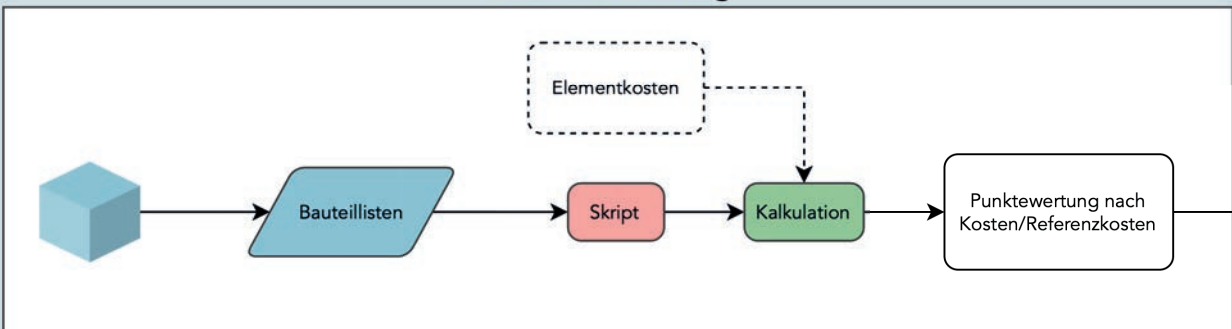 Elementkosten
Bauteillisten
Skript
Kalkulation
Punktewertung nach
Kosten/Referenzkosten